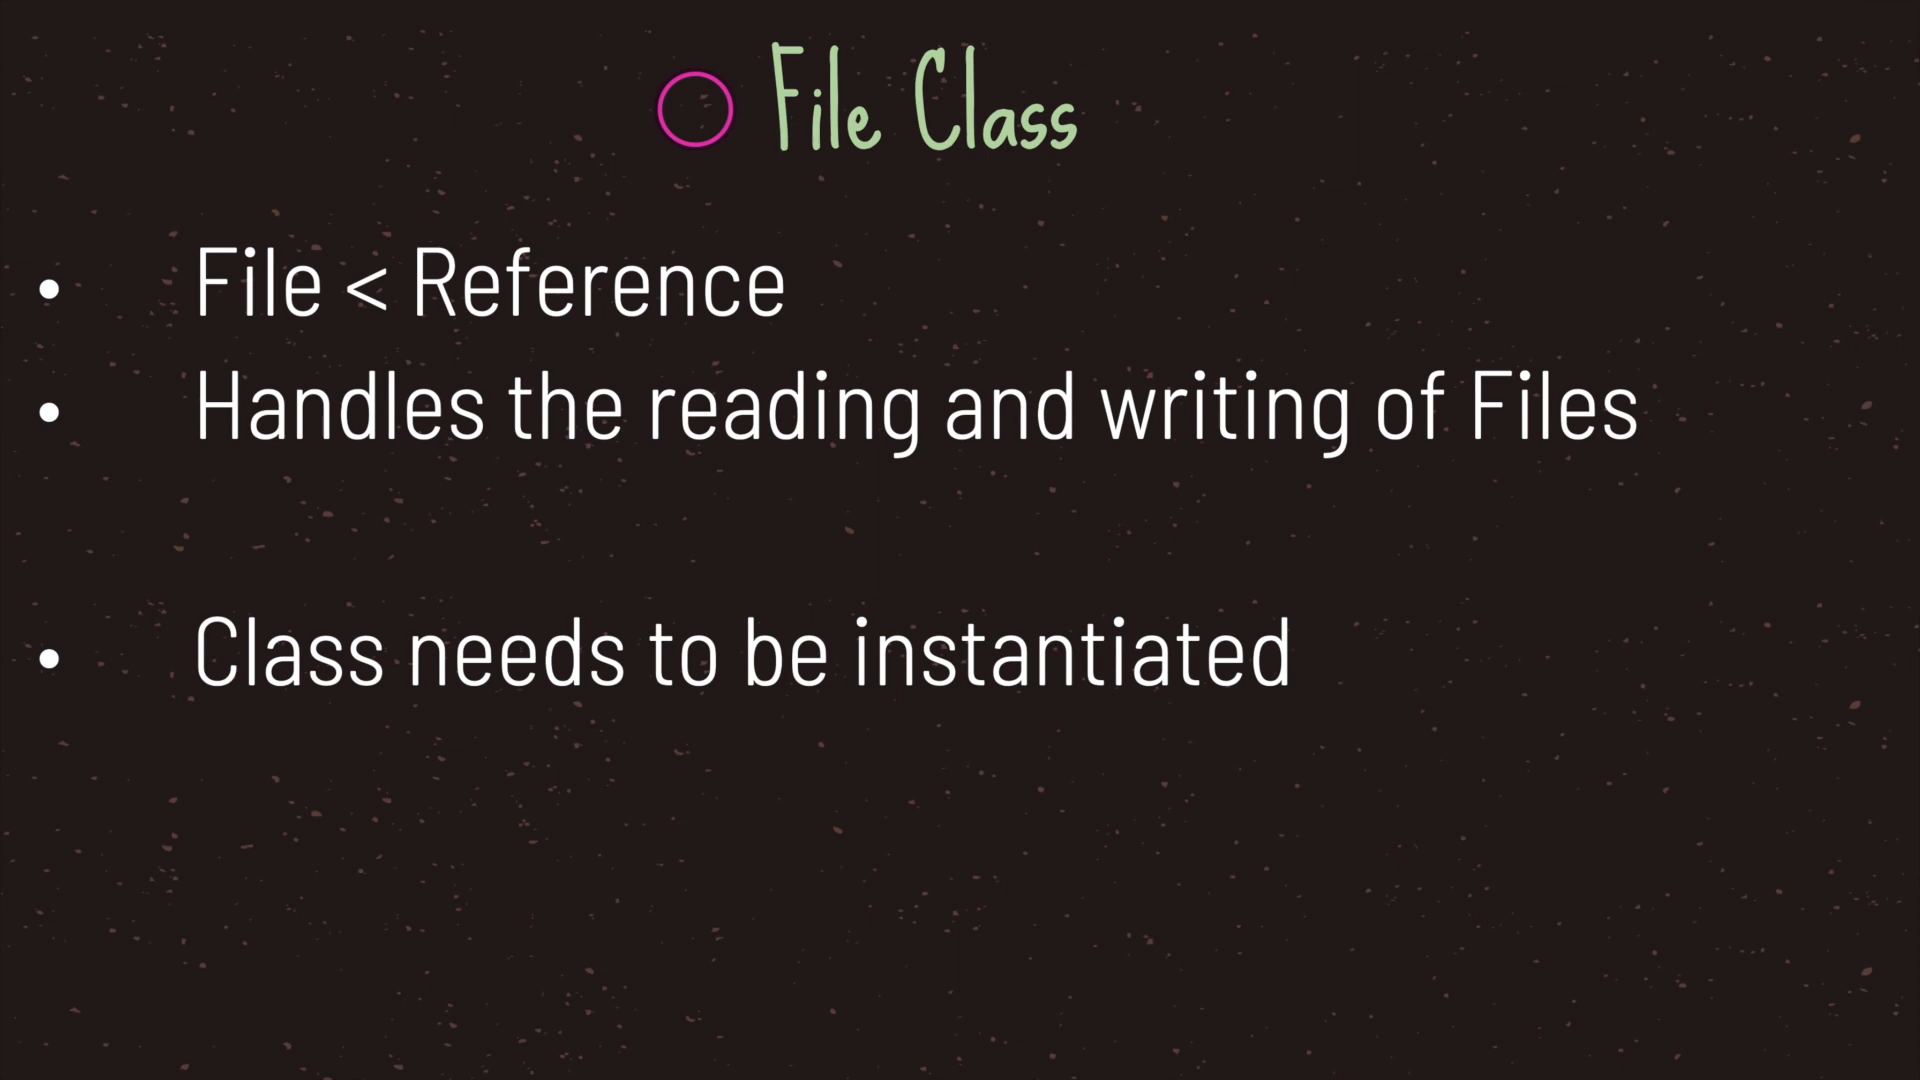 File Class
• File < Reference
• Handles the reading and writing of Files
• Class needs to be instantiated